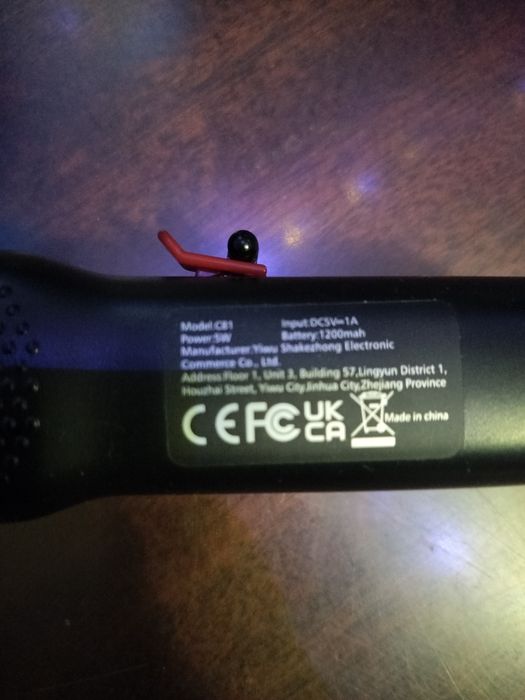 Model:C81 Input:DC5V=1A
Power:5W Battery:1200mah
Manufacturer:Yiwu Shakezhong Electronic
Commerce Co., Ltd.
Address:Floor 1, Unit 3, Building 57,Lingyun District 1,
Houzhai Street, Yiwu City,Jinhua City,Zhejiang Province
CE FC UK
CA Made in china